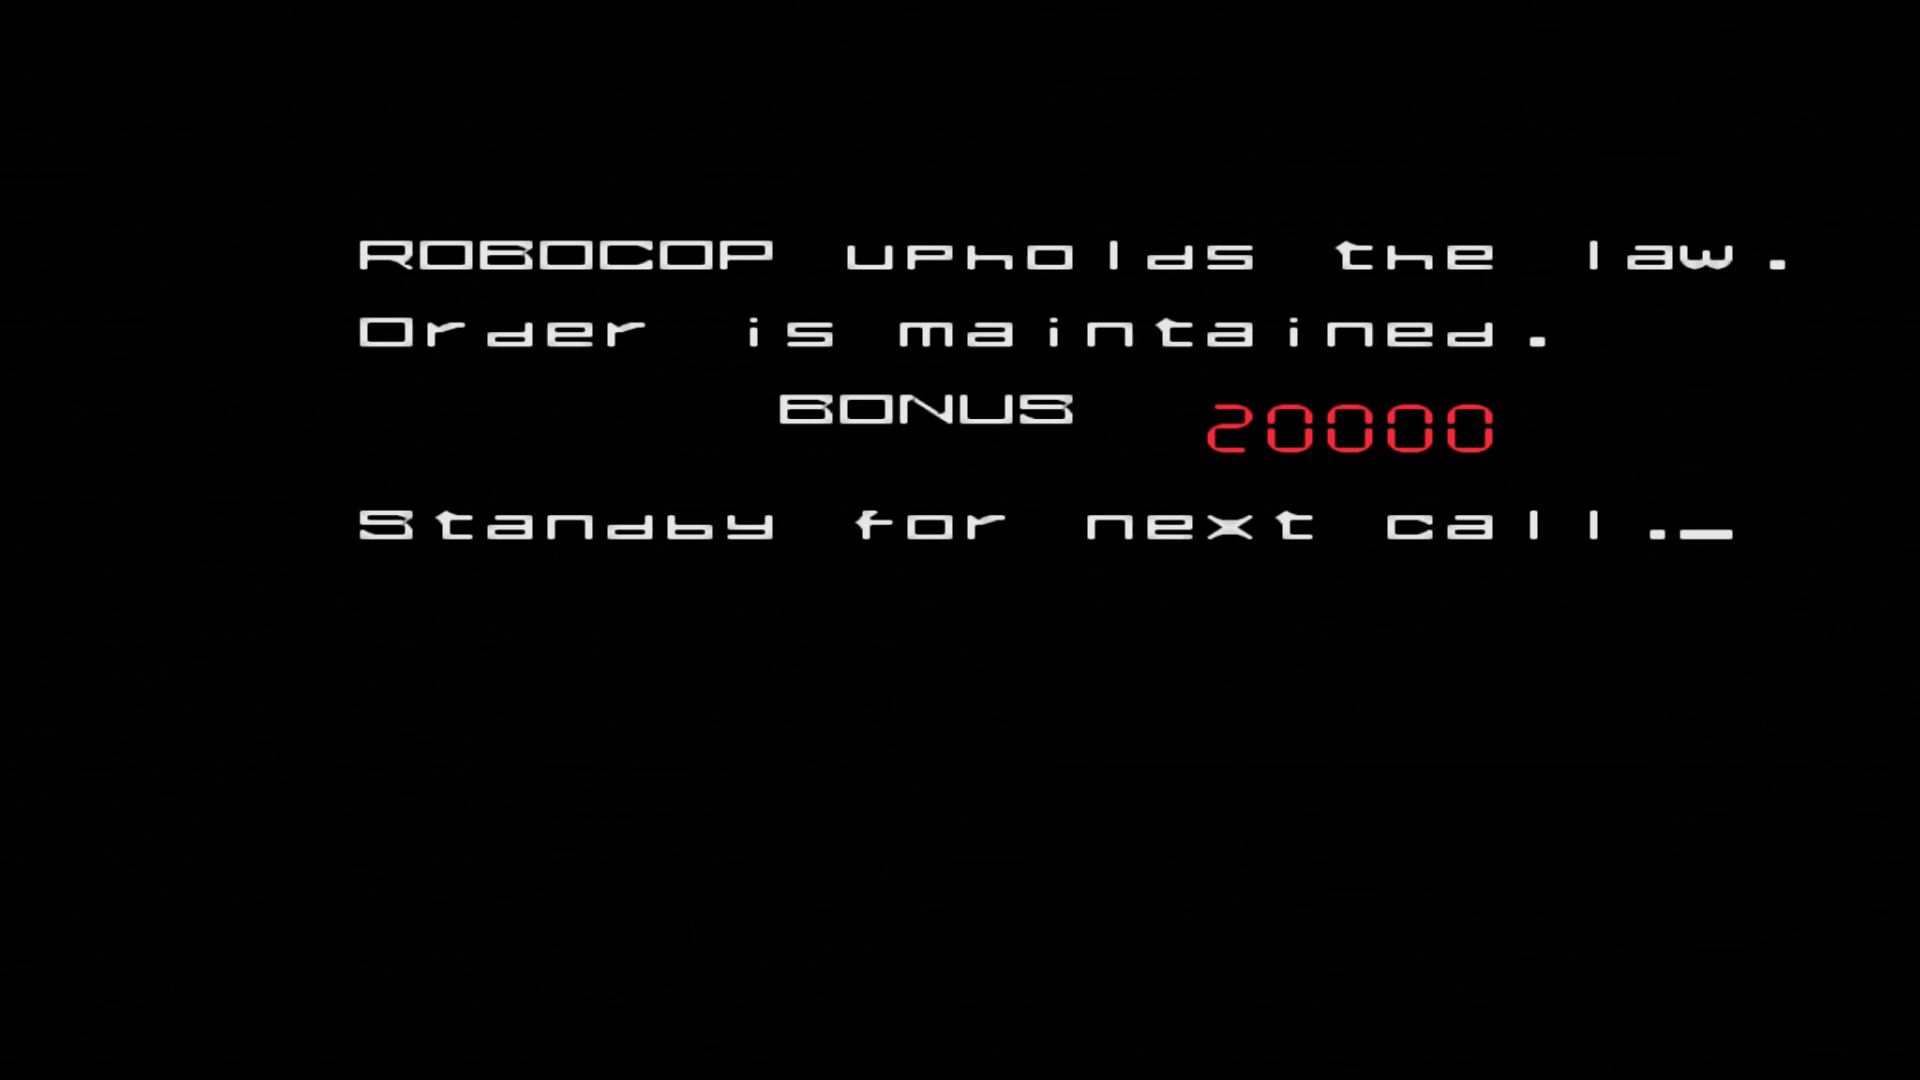 ROBOCOP upholds the law.
Order is maintained.
BONUS 20000
Standby for next call._